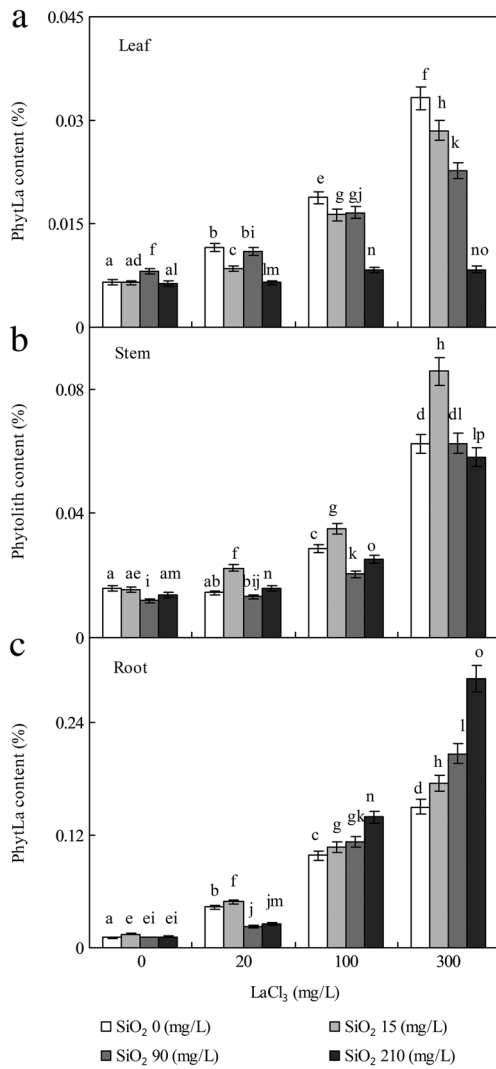 a
0.045
Leaf
f
h
0.03
k
PhytLa content (%)
e
g gj
b bi
0.015
f c n no
a ad al lm
0
b
Stem
h
0.08
d dl
lp
Phytolith content (%)
0.04
g
c
f k o
a ae i am ab bij n
0
c
Root
o
0.24
l
h
PhytLa content (%)
n
d
0.12
g gk
c
b f
a e ei ei j jm
0
0 20 100 300
LaCl₃ (mg/L)
SiO₂ 0 (mg/L) SiO₂ 15 (mg/L)
SiO₂ 90 (mg/L) SiO₂ 210 (mg/L)